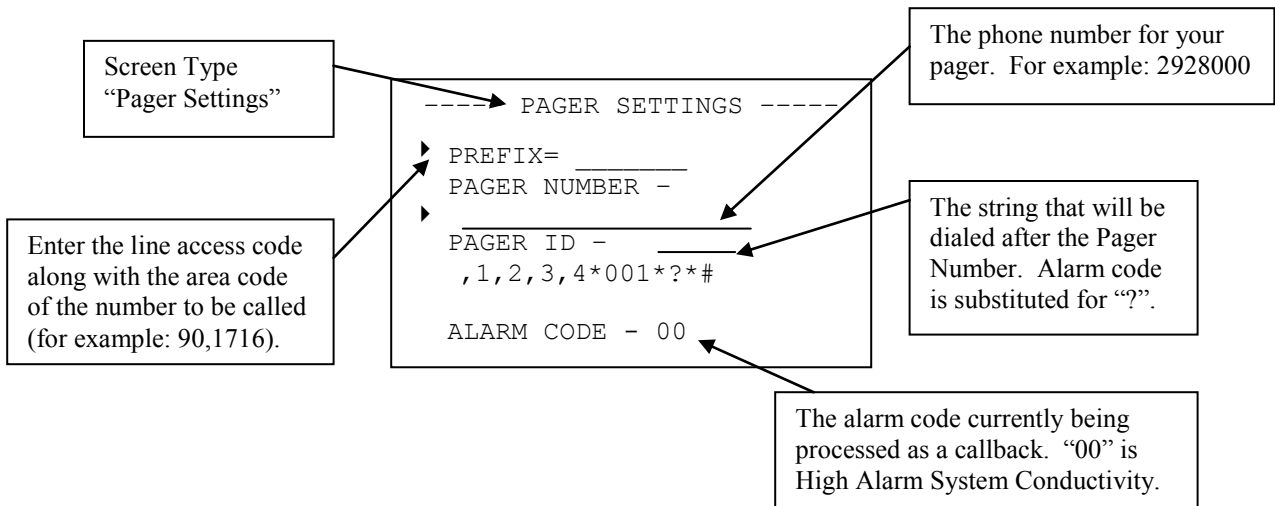 Screen Type
“Pager Settings”
The phone number for your
pager.  For example: 2928000
----- PAGER SETTINGS -----
PREFIX= _______
PAGER NUMBER –
PAGER ID – 
,1,2,3,4*001*?*#
ALARM CODE - 00
Enter the line access code
along with the area code
of the number to be called
(for example: 90,1716).
The string that will be
dialed after the Pager
Number.  Alarm code
is substituted for “?”.
The alarm code currently being
processed as a callback.  “00” is
High Alarm System Conductivity.